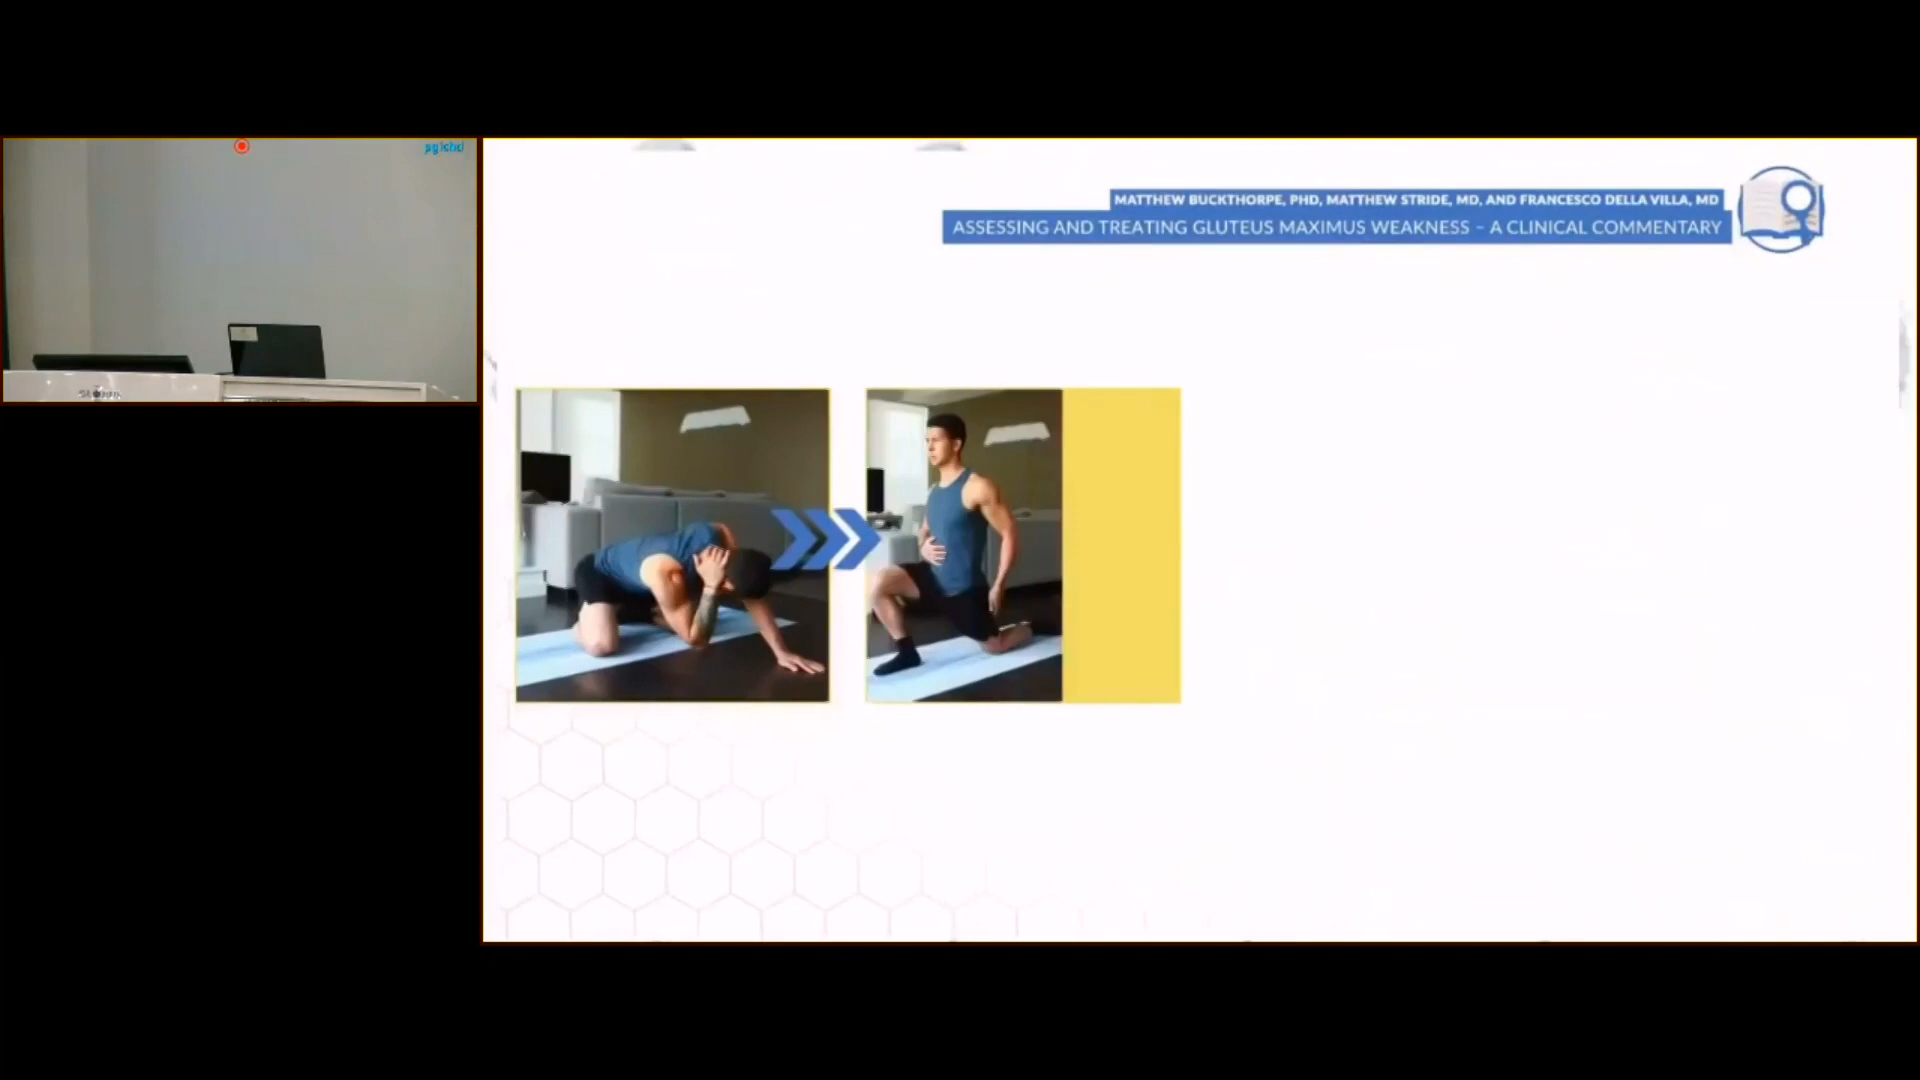 MATTHEW BUCKTHORPE, PHD, MATTHEW STRIDE, MD, AND FRANCESCO DELLA VILLA, MD
ASSESSING AND TREATING GLUTEUS MAXIMUS WEAKNESS – A CLINICAL COMMENTARY